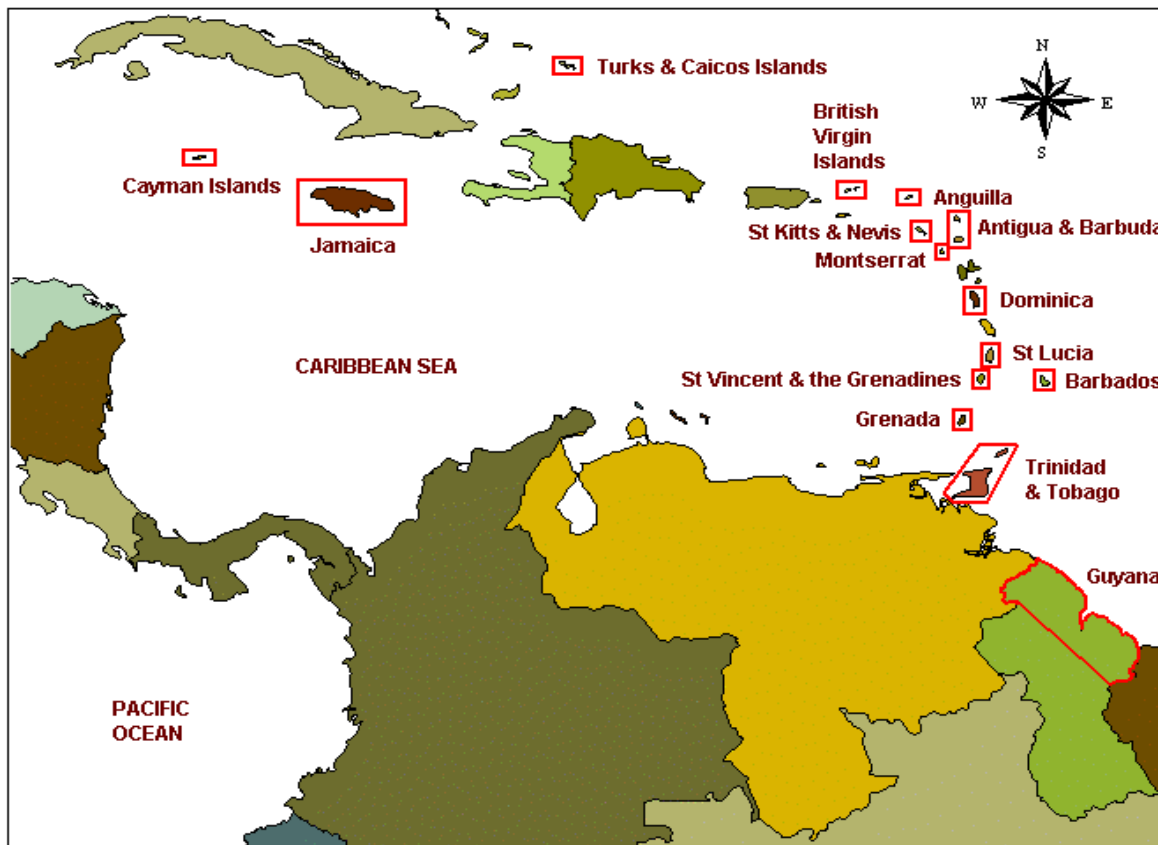 N
Turks & Caicos Islands
W
E
British
Virgin
Islands
S
Cayman Islands
Anguilla
Jamaica
St Kitts & Nevis
Antigua & Barbuda
Montserrat
Dominica
CARIBBEAN SEA
St Lucia
St Vincent & the Grenadines
Barbados
Grenada
Trinidad
& Tobago
Guyana
PACIFIC
OCEAN